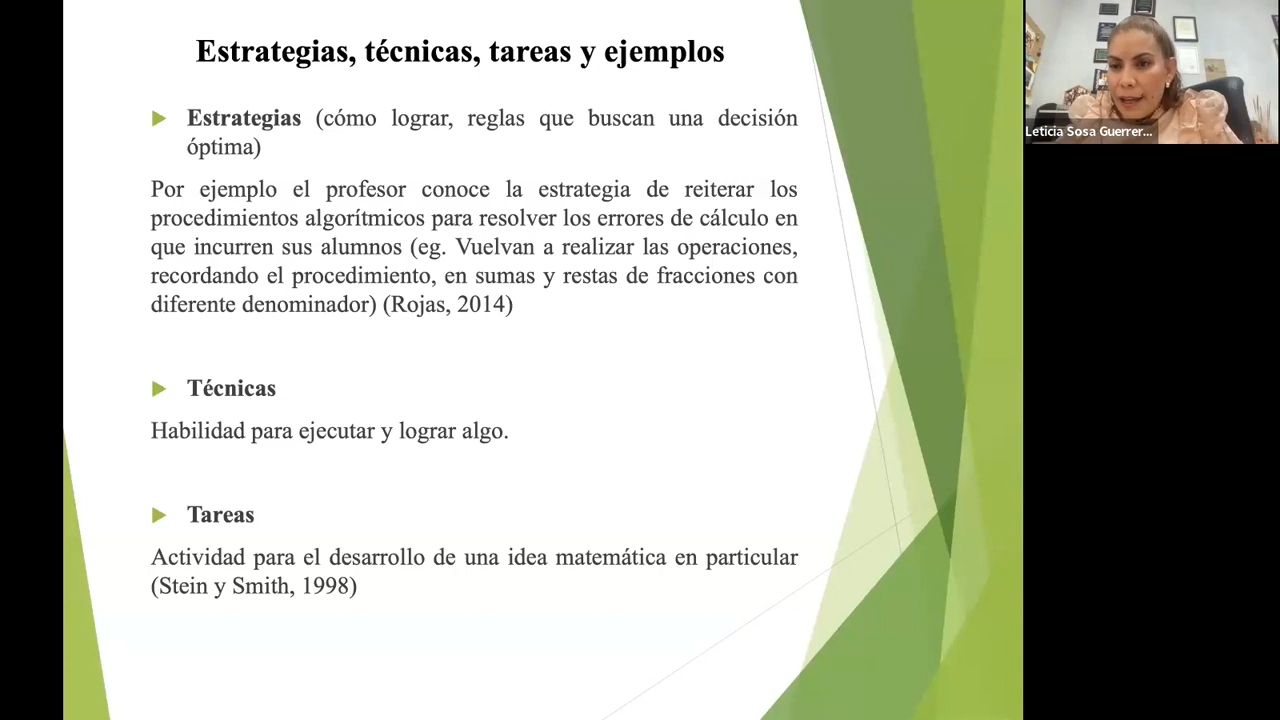 Estrategias, técnicas, tareas y ejemplos
Estrategias (cómo lograr, reglas que buscan una decisión
óptima)
Por ejemplo el profesor conoce la estrategia de reiterar los
procedimientos algorítmicos para resolver los errores de cálculo en
que incurren sus alumnos (eg. Vuelvan a realizar las operaciones,
recordando el procedimiento, en sumas y restas de fracciones con
diferente denominador) (Rojas, 2014)
Técnicas
Habilidad para ejecutar y lograr algo.
Tareas
Actividad para el desarrollo de una idea matemática en particular
(Stein y Smith, 1998)
Leticia Sosa Guerrer...